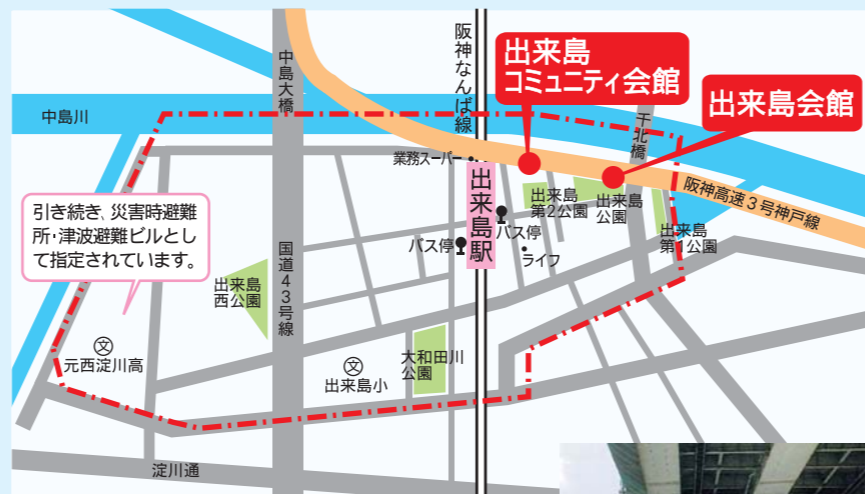 出来島
コミュニティ会館
出来島会館
阪神なんば線
中島大橋
中島川
千北橋
業務スーパー
出来島駅
出来島
第2公園
出来島
公園
阪神高速3号神戸線
引き続き、災害時避難
所・津波避難ビルとし
て指定されています。
バス停
バス停
ライフ
出来島
第1公園
国道43号線
出来島
西公園
文
元西淀川高
文
出来島小
大和田川
公園
淀川通